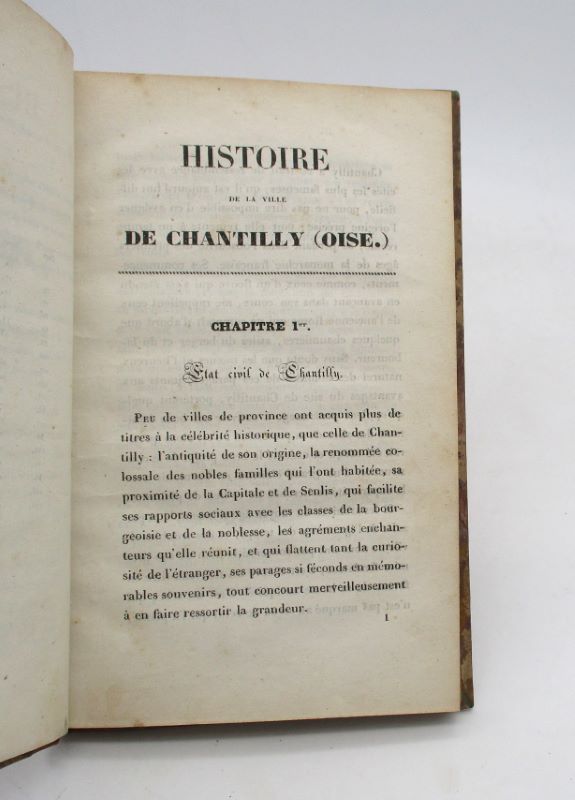 HISTOIRE
DE LA VILLE
DE CHANTILLY (OISE.)
CHAPITRE 1er.
État civil de Chantilly.
PEU de villes de province ont acquis plus de
titres à la célébrité historique, que celle de Chan-
tilly : l'antiquité de son origine, la renommée co-
lossale des nobles familles qui l'ont habitée, sa
proximité de la Capitale et de Senlis, qui facilite
ses rapports sociaux avec les classes de la bour-
geoisie et de la noblesse, les agréments enchan-
teurs qu'elle réunit, et qui flattent tant la curio-
sité de l'étranger, ses parages si féconds en mémo-
rables souvenirs, tout concourt merveilleusement
à en faire ressortir la grandeur.
1